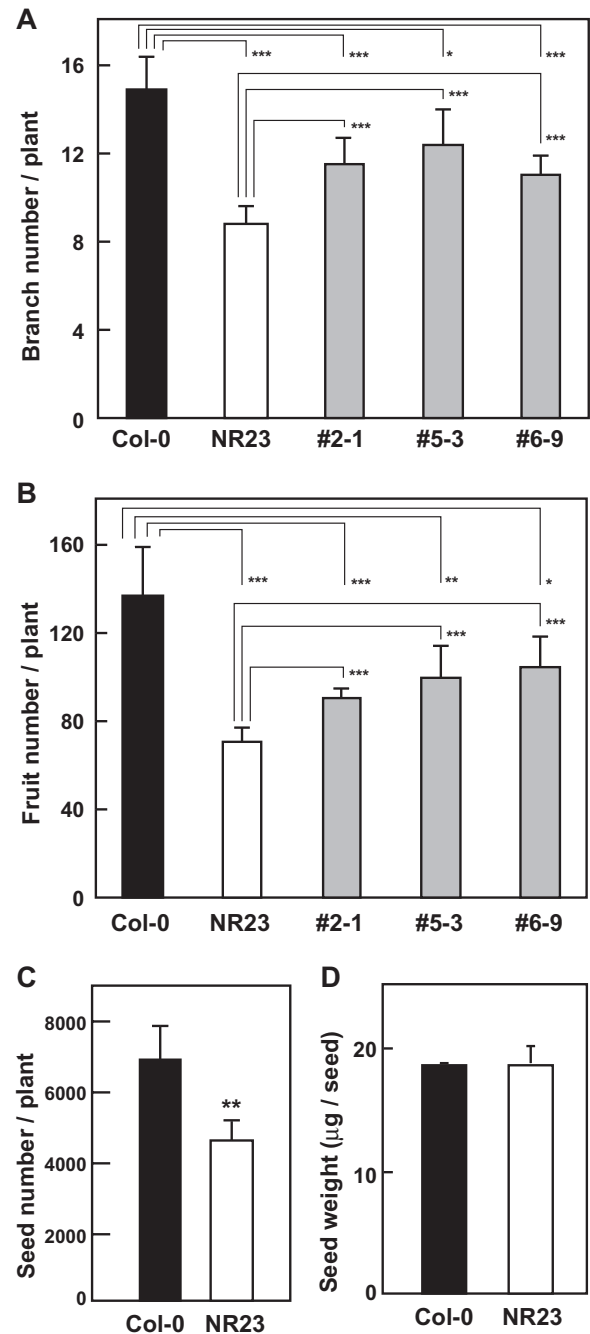 A
Branch number / plant
16
12
8
4
0
*** *** * ***
***
***
***
Col-0 NR23 #2-1 #5-3 #6-9
B
Fruit number / plant
160
120
80
40
0
*** *** ** *
***
***
***
Col-0 NR23 #2-1 #5-3 #6-9
C
Seed number / plant
8000
6000
4000
2000
0
**
Col-0 NR23
D
Seed weight (µg / seed)
20
10
0
Col-0 NR23